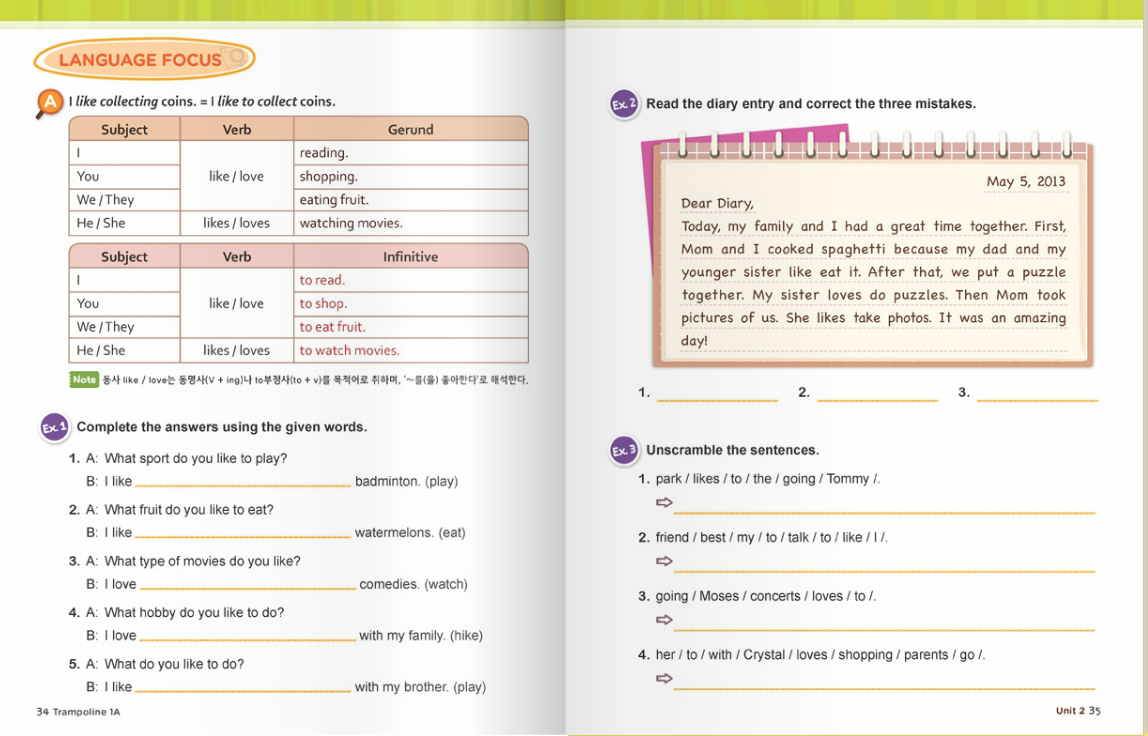 LANGUAGE FOCUS
A I like collecting coins. = I like to collect coins.
Subject Verb Gerund
I reading.
You like / love shopping.
We / They eating fruit.
He / She likes / loves watching movies.
Subject Verb Infinitive
I to read.
You like / love to shop.
We / They to eat fruit.
He / She likes / loves to watch movies.
Note 동사 like / love는 동명사(V + ing)나 to부정사(to + v)를 목적어로 취하며, '~를(을) 좋아한다'로 해석한다.
Ex.1 Complete the answers using the given words.
1. A: What sport do you like to play?
B: I like badminton. (play)
2. A: What fruit do you like to eat?
B: I like watermelons. (eat)
3. A: What type of movies do you like?
B: I love comedies. (watch)
4. A: What hobby do you like to do?
B: I love with my family. (hike)
5. A: What do you like to do?
B: I like with my brother. (play)
34 Trampoline 1A
Ex.2 Read the diary entry and correct the three mistakes.
May 5, 2013
Dear Diary,
Today, my family and I had a great time together. First,
Mom and I cooked spaghetti because my dad and my
younger sister like eat it. After that, we put a puzzle
together. My sister loves do puzzles. Then Mom took
pictures of us. She likes take photos. It was an amazing
day!
1. 2. 3.
Ex.3 Unscramble the sentences.
1. park / likes / to / the / going / Tommy /.
⇨
2. friend / best / my / to / talk / to / like / I /.
⇨
3. going / Moses / concerts / loves / to /.
⇨
4. her / to / with / Crystal / loves / shopping / parents / go /.
⇨
Unit 2 35